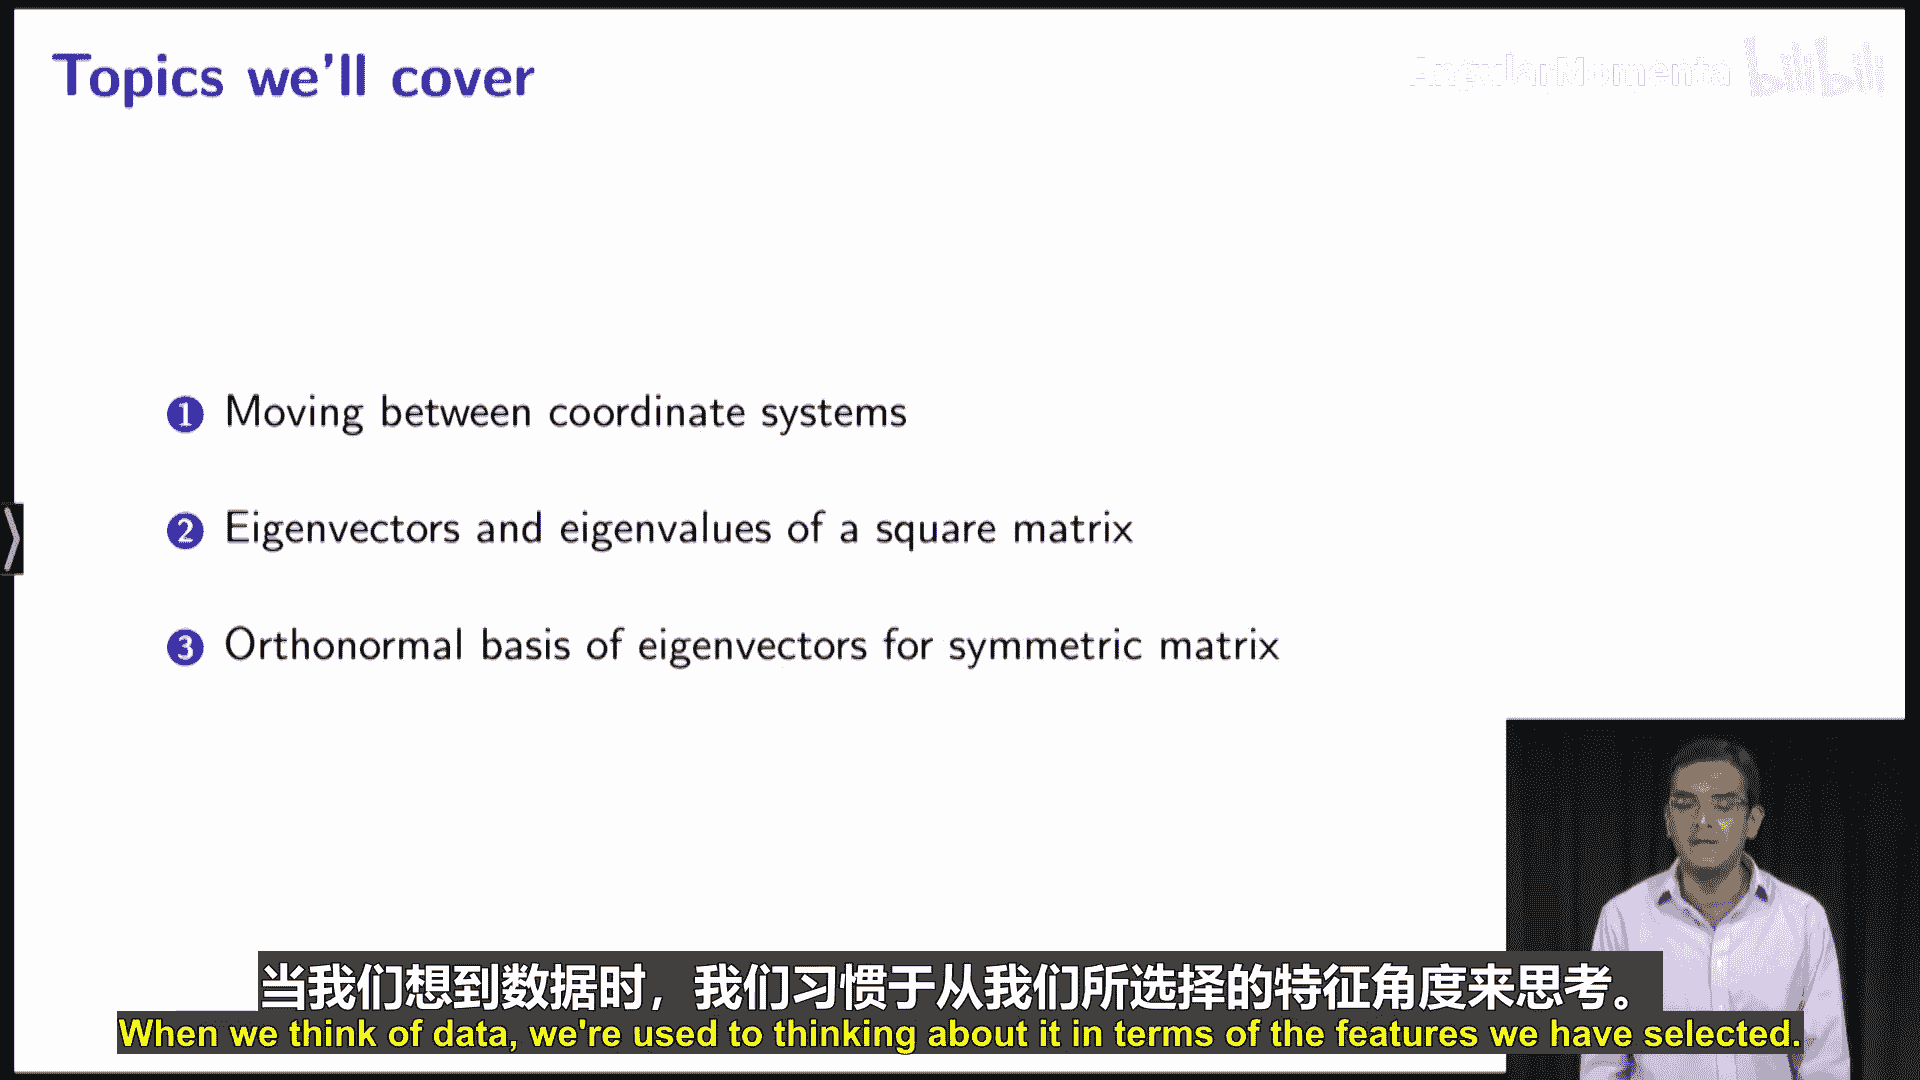 Topics we'll cover
AngularMomenta bilibili
1 Moving between coordinate systems
2 Eigenvectors and eigenvalues of a square matrix
3 Orthonormal basis of eigenvectors for symmetric matrix
当我们想到数据时，我们习惯于从我们所选择的特征角度来思考。
When we think of data, we're used to thinking about it in terms of the features we have selected.